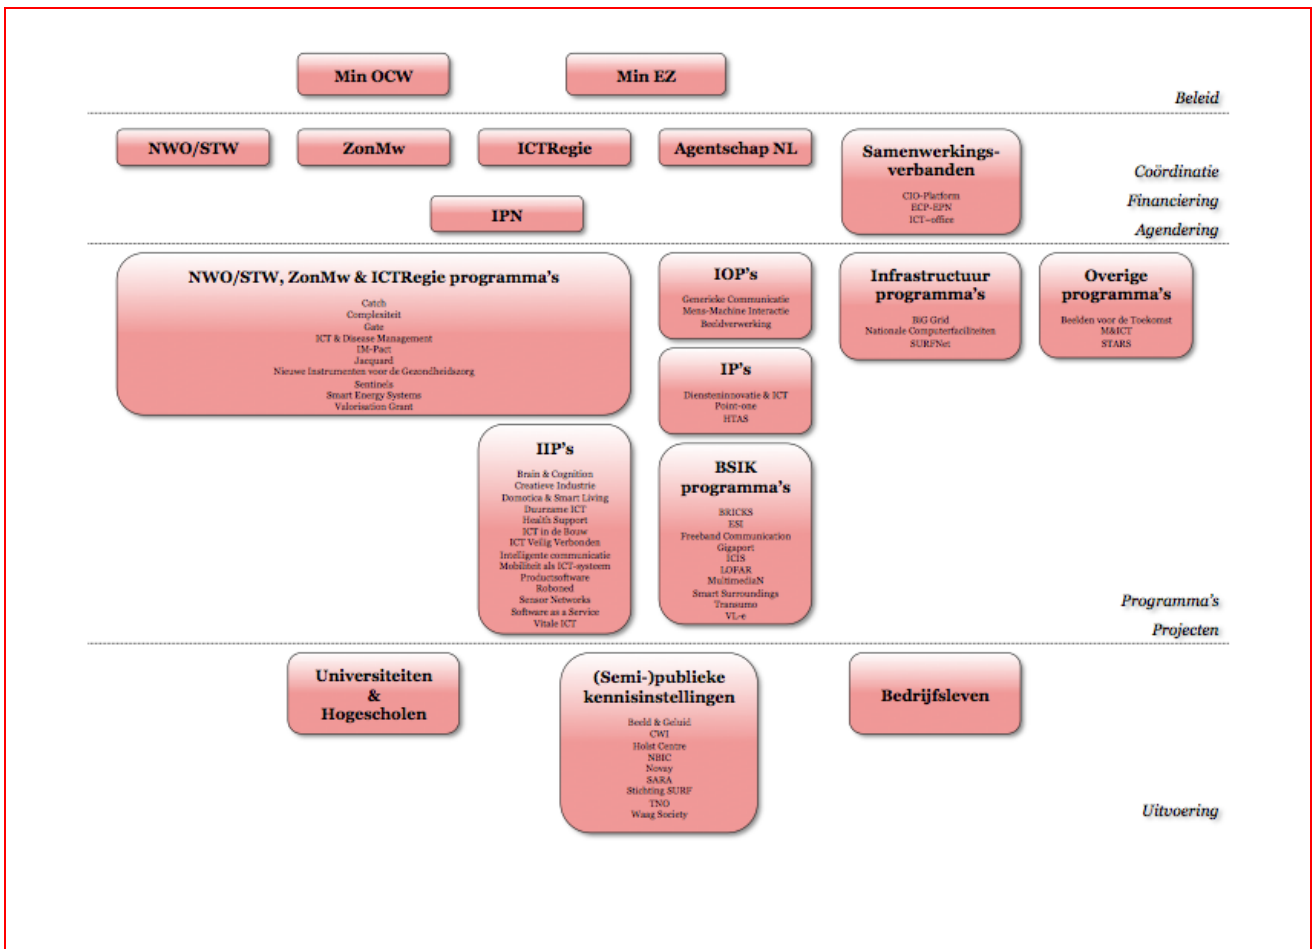 Min OCW
Min EZ
Beleid
NWO/STW
ZonMw
ICTRegie
Agentschap NL
Samenwerkings-
verbanden
CIO-Platform
ECP-EPN
ICT~office
IPN
Coördinatie
Financiering
Agendering
NWO/STW, ZonMw & ICTRegie programma's
Catch
Complexiteit
Gate
ICT & Disease Management
IM-Pact
Jacquard
Nieuwe Instrumenten voor de Gezondheidszorg
Sentinels
Smart Energy Systems
Valorisation Grant
IOP's
Generieke Communicatie
Mens-Machine Interactie
Beeldverwerking
Infrastructuur
programma's
BiG Grid
Nationale Computerfaciliteiten
SURFNet
Overige
programma's
Beelden voor de Toekomst
M&ICT
STARS
IP's
Diensteninnovatie & ICT
Point-one
HTAS
IIP's
Brain & Cognition
Creatieve Industrie
Domotica & Smart Living
Duurzame ICT
Health Support
ICT in de Bouw
ICT Veilig Verbonden
Intelligente communicatie
Mobiliteit als ICT-systeem
Productsoftware
Roboned
Sensor Networks
Software as a Service
Vitale ICT
BSIK
programma's
BRICKS
ESI
Freeband Communication
Gigaport
ICIS
LOFAR
MultimediaN
Smart Surroundings
Transumo
VL-e
Programma's
Projecten
Universiteiten
&
Hogescholen
(Semi-)publieke
kennisinstellingen
Beeld & Geluid
CWI
Holst Centre
NBIC
Novay
SARA
Stichting SURF
TNO
Waag Society
Bedrijfsleven
Uitvoering